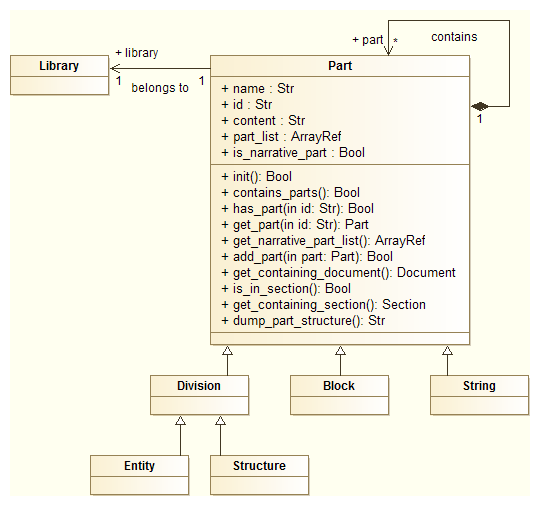 + part
*
contains
+ library
Library
Part
1
1
belongs to
+ name : Str
+ id : Str
+ content : Str
+ part_list : ArrayRef
+ is_narrative_part : Bool
1
+ init(): Bool
+ contains_parts(): Bool
+ has_part(in id: Str): Bool
+ get_part(in id: Str): Part
+ get_narrative_part_list(): ArrayRef
+ add_part(in part: Part): Bool
+ get_containing_document(): Document
+ is_in_section(): Bool
+ get_containing_section(): Section
+ dump_part_structure(): Str
Division
Block
String
Entity
Structure